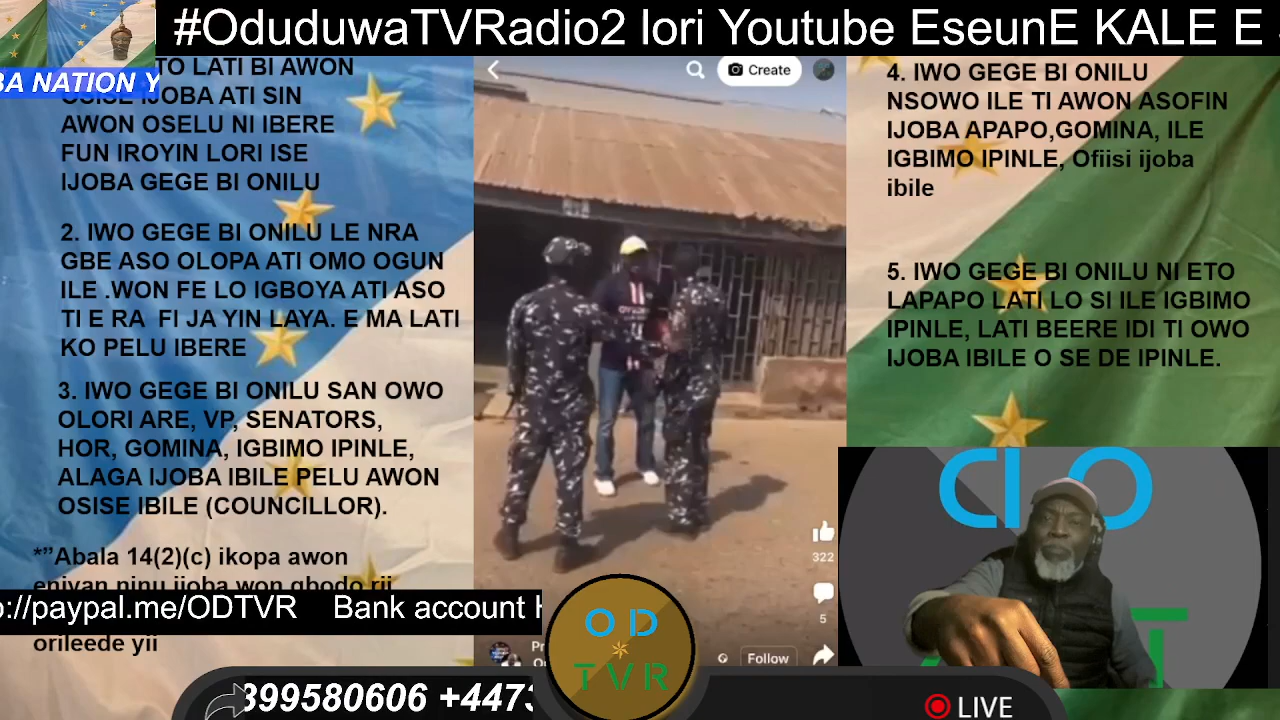 #OduduwaTVRadio2 lori Youtube EseunE KALE E
BA NATION Y
TO LATI BI AWON
OSISE IJOBA ATI SIN
AWON OSELU NI IBERE
FUN IROYIN LORI ISE
IJOBA GEGE BI ONILU
2. IWO GEGE BI ONILU LE NRA
GBE ASO OLOPA ATI OMO OGUN
ILE .WON FE LO IGBOYA ATI ASO
TI E RA FI JA YIN LAYA. E MA LATI
KO PELU IBERE
3. IWO GEGE BI ONILU SAN OWO
OLORI ARE, VP, SENATORS,
HOR, GOMINA, IGBIMO IPINLE,
ALAGA IJOBA IBILE PELU AWON
OSISE IBILE (COUNCILLOR).
*”Abala 14(2)(c) ikopa awon
eniyan ninu ijoba won gbodo rii
orileede yii
Create
322
5
Follow
4. IWO GEGE BI ONILU
NSOWO ILE TI AWON ASOFIN
IJOBA APAPO,GOMINA, ILE
IGBIMO IPINLE, Ofiisi ijoba
ibile
5. IWO GEGE BI ONILU NI ETO
LAPAPO LATI LO SI ILE IGBIMO
IPINLE, LATI BEERE IDI TI OWO
IJOBA IBILE O SE DE IPINLE.
://paypal.me/ODTVR Bank account
O D
T V R
899580606 +4473
LIVE